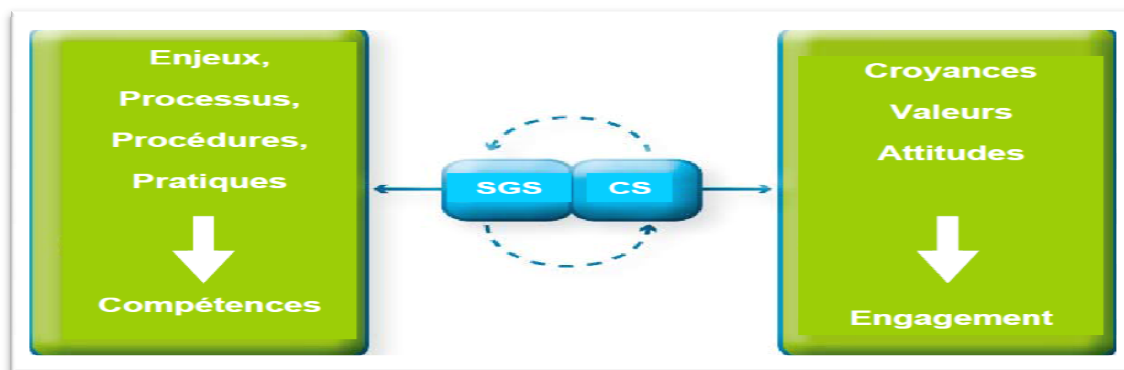 Enjeux,
Processus,
Procédures,
Pratiques
Compétences
SGS
CS
Croyances
Valeurs
Attitudes
Engagement